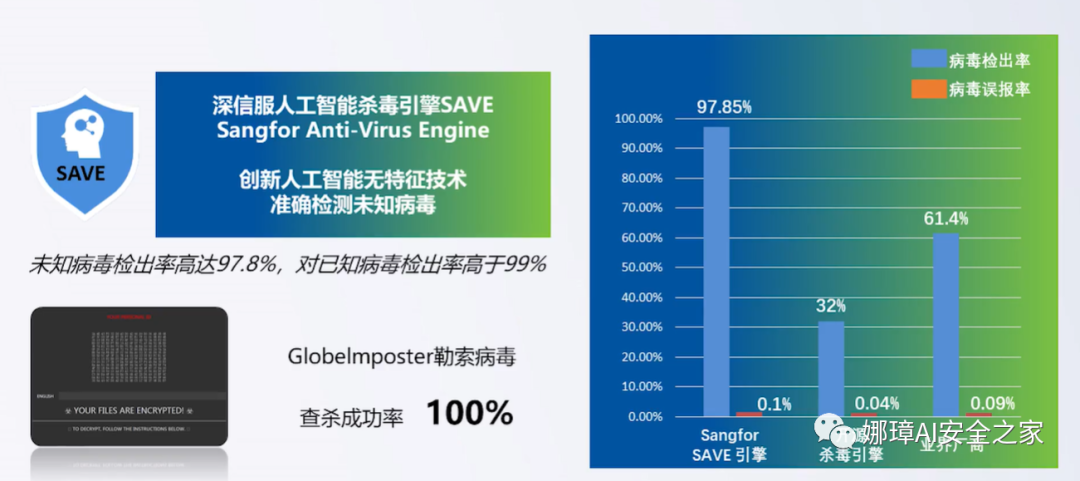 深信服人工智能杀毒引擎SAVE
Sangfor Anti-Virus Engine
创新人工智能无特征技术
准确检测未知病毒
SAVE
未知病毒检出率高达97.8%，对已知病毒检出率高于99%
ENGLISH
☣ YOUR FILES ARE ENCRYPTED! ☣
TO DECRYPT, FOLLOW THE INSTRUCTIONS BELOW
GlobeImposter勒索病毒
查杀成功率 100%
病毒检出率
病毒误报率
97.85%
100.00%
90.00%
80.00%
70.00%
61.4%
60.00%
50.00%
40.00%
32%
30.00%
20.00%
10.00%
0.00%
0.1%
0.04%
0.09%
Sangfor
SAVE 引擎
开源
杀毒引擎
业界厂商
娜璋AI安全之家